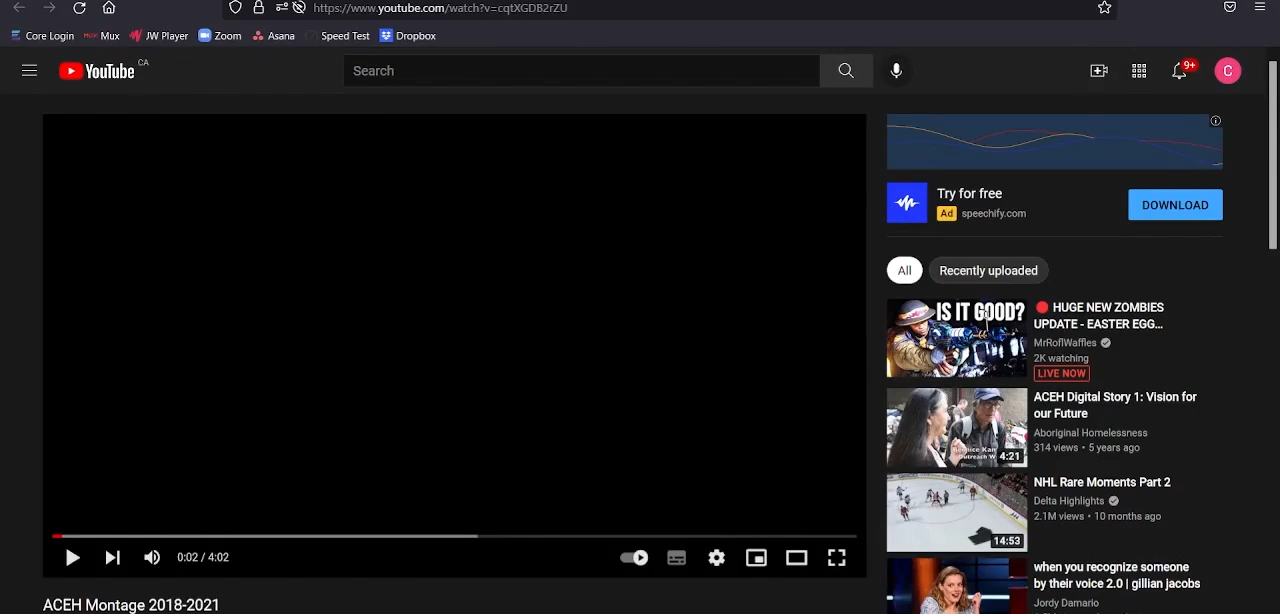 https://www.youtube.com/watch?v=cqtXGDB2rZU
Core Login
MUX Mux
JW Player
Zoom
Asana
Speed Test
Dropbox
YouTube CA
Search
9+
C
Try for free
Ad speechify.com
DOWNLOAD
All
Recently uploaded
IS IT GOOD?
HUGE NEW ZOMBIES
UPDATE - EASTER EGG...
MrRoflWaffles
2K watching
LIVE NOW
4:21
ACEH Digital Story 1: Vision for
our Future
Aboriginal Homelessness
314 views • 5 years ago
14:53
NHL Rare Moments Part 2
Delta Highlights
2.1M views • 10 months ago
when you recognize someone
by their voice 2.0 | gillian jacobs
Jordy Damario
0:02 / 4:02
ACEH Montage 2018-2021